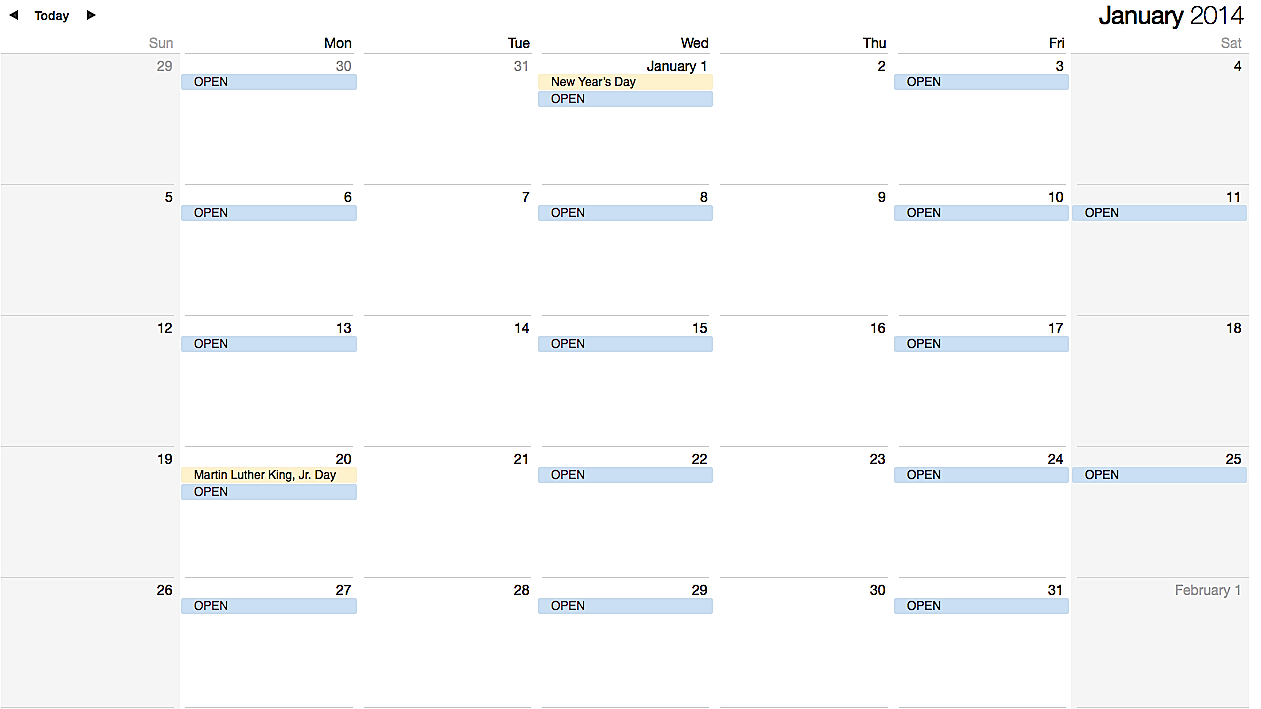 ◀ Today ▶ January 2014
Sun Mon Tue Wed Thu Fri Sat
29 30 31 January 1 2 3 4
OPEN New Year’s Day OPEN
OPEN
5 6 7 8 9 10 11
OPEN OPEN OPEN OPEN
12 13 14 15 16 17 18
OPEN OPEN OPEN
19 20 21 22 23 24 25
Martin Luther King, Jr. Day OPEN OPEN OPEN
OPEN
26 27 28 29 30 31 February 1
OPEN OPEN OPEN